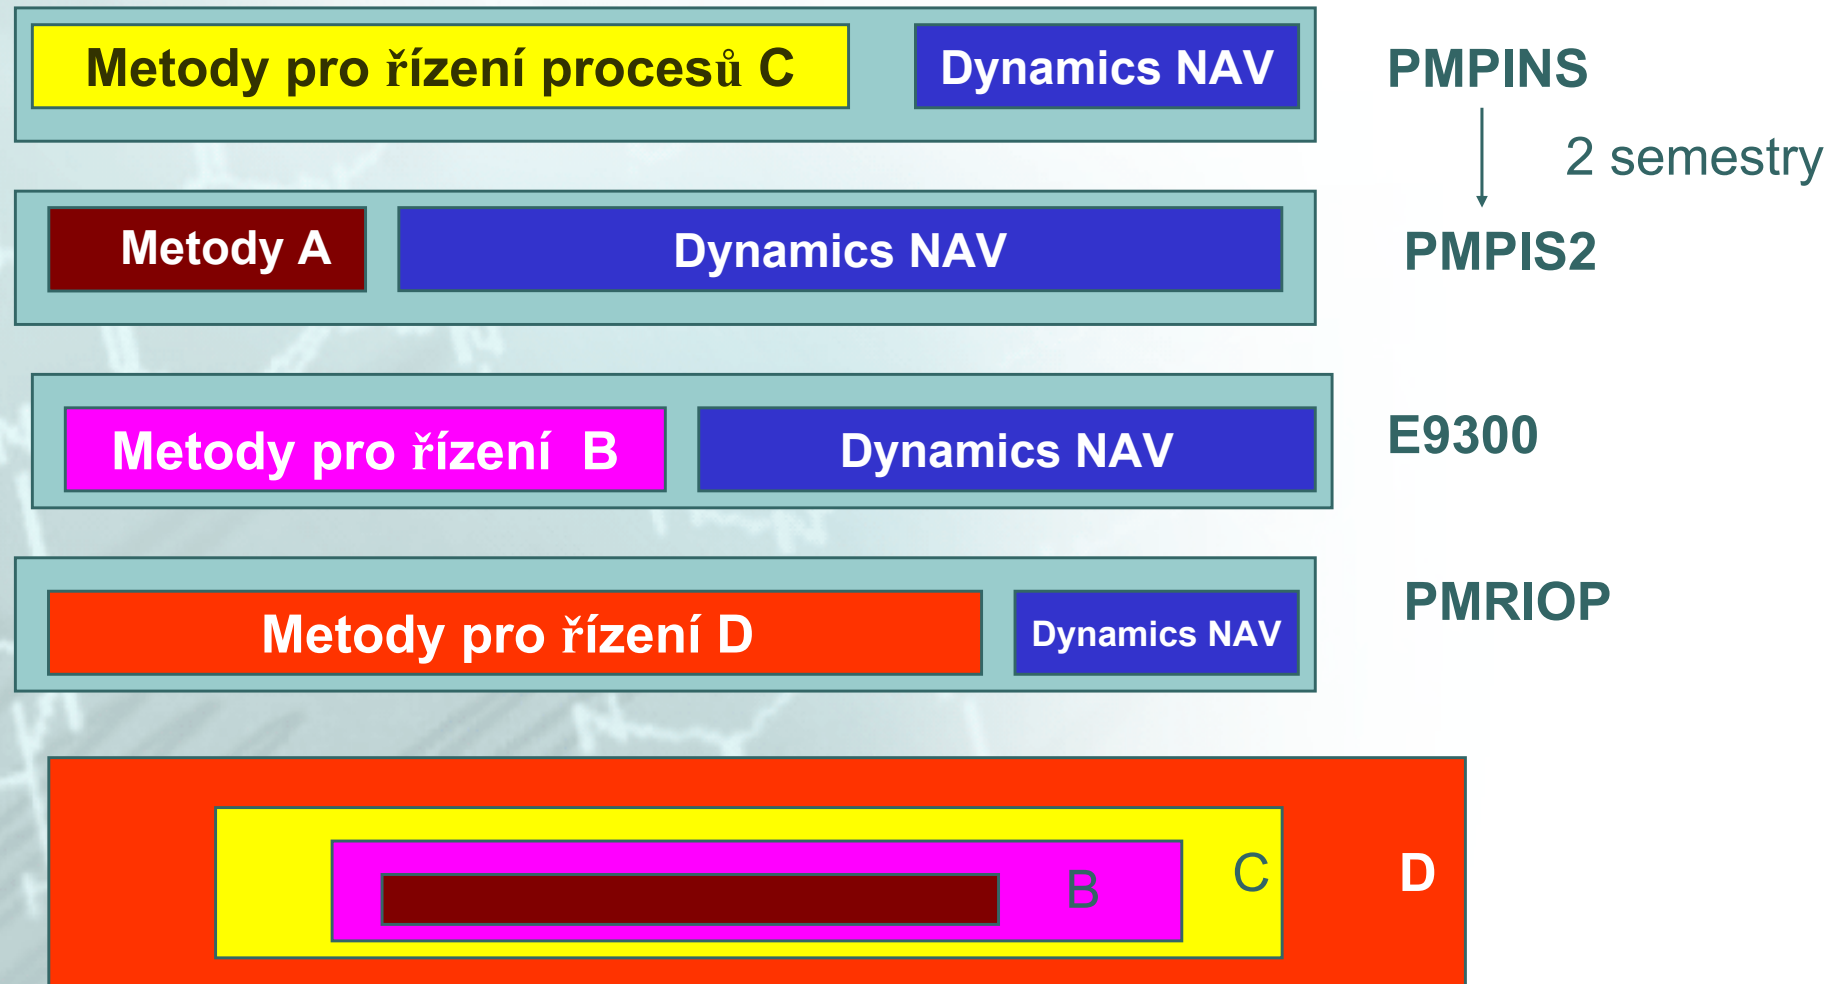 Metody pro řízení procesů C
Dynamics NAV
PMPINS
2 semestry
Metody A
Dynamics NAV
PMPIS2
Metody pro řízení  B
Dynamics NAV
E9300
Metody pro řízení D
Dynamics NAV
PMRIOP
B
C
D